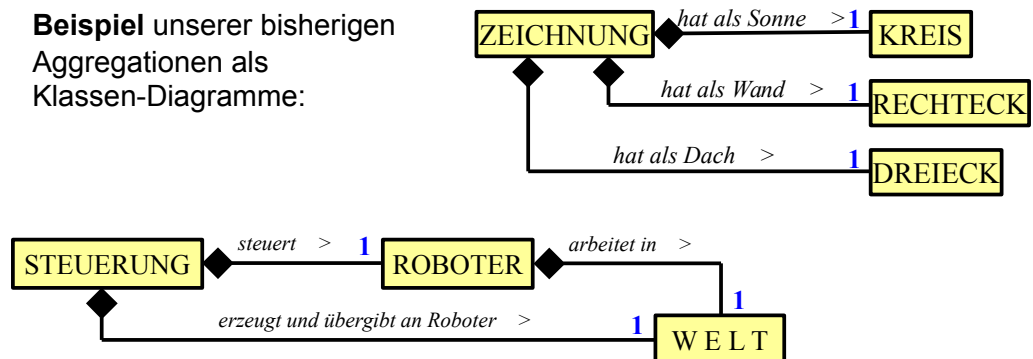 Beispiel unserer bisherigen
Aggregationen als
Klassen-Diagramme:
ZEICHNUNG
hat als Sonne >
1
KREIS
hat als Wand >
1
RECHTECK
hat als Dach >
1
DREIECK
STEUERUNG
steuert >
1
ROBOTER
arbeitet in >
1
erzeugt und übergibt an Roboter >
1
W E L T